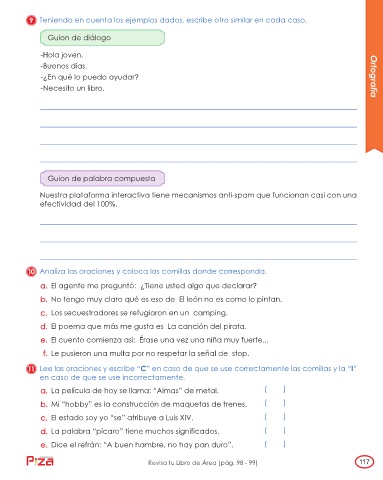 9 Teniendo en cuenta los ejemplos dados, escribe otro similar en cada caso.
Guion de diálogo
-Hola joven.
-Buenos días.
-¿En qué lo puedo ayudar?
-Necesito un libro.
Ortografía
Guion de palabra compuesta
Nuestra plataforma interactiva tiene mecanismos anti-spam que funcionan casi con una
efectividad del 100%.
10 Analiza las oraciones y coloca las comillas donde corresponda.
a. El agente me preguntó: ¿Tiene usted algo que declarar?
b. No tengo muy claro qué es eso de El león no es como lo pintan.
c. Los secuestradores se refugiaron en un camping.
d. El poema que más me gusta es La canción del pirata.
e. El cuento comienza así: Érase una vez una niña muy fuerte...
f. Le pusieron una multa por no respetar la señal de stop.
11 Lee las oraciones y escribe “C” en caso de que se use correctamente las comillas y la “I”
en caso de que se use incorrectamente.
a. La película de hoy se llama: “Almas” de metal. ( )
b. Mi “hobby” es la construcción de maquetas de trenes. ( )
c. El estado soy yo “se” atribuye a Luis XIV. ( )
d. La palabra “pícaro” tiene muchos significados. ( )
e. Dice el refrán: “A buen hambre, no hay pan duro”. ( )
Revisa tu Libro de Área (pág. 98 - 99)
117